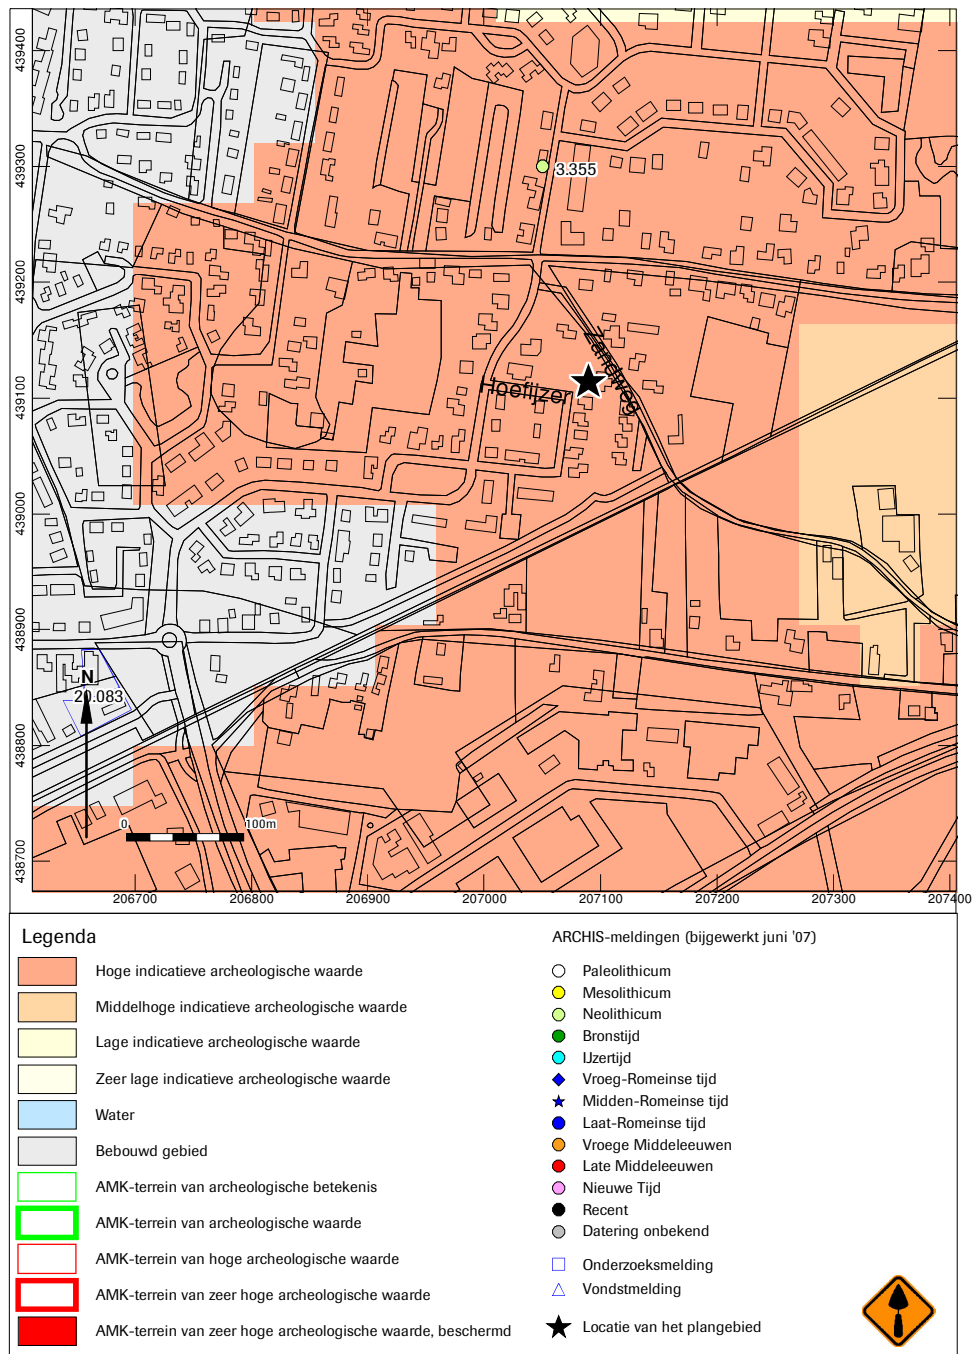 439400
439300
439200
439100
439000
438900
438800
438700
3.355
Zandweg
Hoefijzer
N
20.083
0 100m
206700 206800 206900 207000 207100 207200 207300 207400
Legenda
Hoge indicatieve archeologische waarde
Middelhoge indicatieve archeologische waarde
Lage indicatieve archeologische waarde
Zeer lage indicatieve archeologische waarde
Water
Bebouwd gebied
AMK-terrein van archeologische betekenis
AMK-terrein van archeologische waarde
AMK-terrein van hoge archeologische waarde
AMK-terrein van zeer hoge archeologische waarde
AMK-terrein van zeer hoge archeologische waarde, beschermd
ARCHIS-meldingen (bijgewerkt juni '07)
Paleolithicum
Mesolithicum
Neolithicum
Bronstijd
IJzertijd
Vroeg-Romeinse tijd
Midden-Romeinse tijd
Laat-Romeinse tijd
Vroege Middeleeuwen
Late Middeleeuwen
Nieuwe Tijd
Recent
Datering onbekend
Onderzoeksmelding
Vondstmelding
Locatie van het plangebied